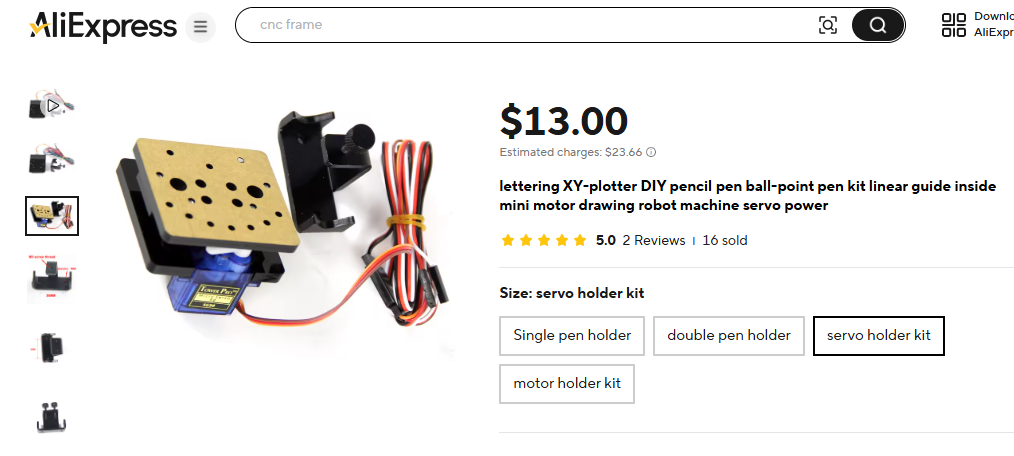 AliExpress
cnc frame
Downlo
AliExpr
$13.00
Estimated charges: $23.66
lettering XY-plotter DIY pencil pen ball-point pen kit linear guide inside
mini motor drawing robot machine servo power
5.0 2 Reviews | 16 sold
Size: servo holder kit
Single pen holder
double pen holder
servo holder kit
motor holder kit
Tower Pro